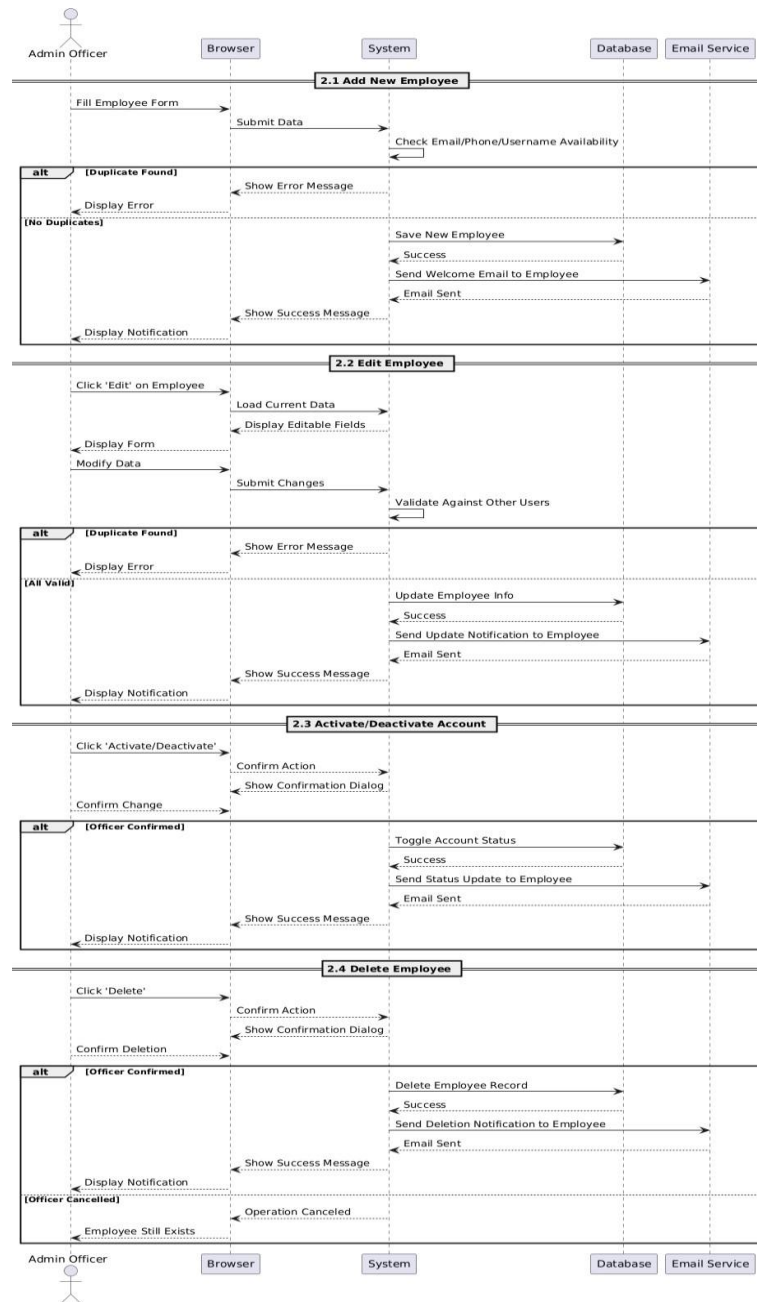 Admin Officer
Browser
System
Database
Email Service
2.1 Add New Employee
Fill Employee Form
Submit Data
Check Email/Phone/Username Availability
alt [Duplicate Found]
Show Error Message
Display Error
[No Duplicates]
Save New Employee
Success
Send Welcome Email to Employee
Email Sent
Show Success Message
Display Notification
2.2 Edit Employee
Click 'Edit' on Employee
Load Current Data
Display Editable Fields
Display Form
Modify Data
Submit Changes
Validate Against Other Users
alt [Duplicate Found]
Show Error Message
Display Error
[All Valid]
Update Employee Info
Success
Send Update Notification to Employee
Email Sent
Show Success Message
Display Notification
2.3 Activate/Deactivate Account
Click 'Activate/Deactivate'
Confirm Action
Show Confirmation Dialog
Confirm Change
alt [Officer Confirmed]
Toggle Account Status
Success
Send Status Update to Employee
Email Sent
Show Success Message
Display Notification
2.4 Delete Employee
Click 'Delete'
Confirm Action
Show Confirmation Dialog
Confirm Deletion
alt [Officer Confirmed]
Delete Employee Record
Success
Send Deletion Notification to Employee
Email Sent
Show Success Message
Display Notification
[Officer Cancelled]
Operation Canceled
Employee Still Exists
Admin Officer
Browser
System
Database
Email Service